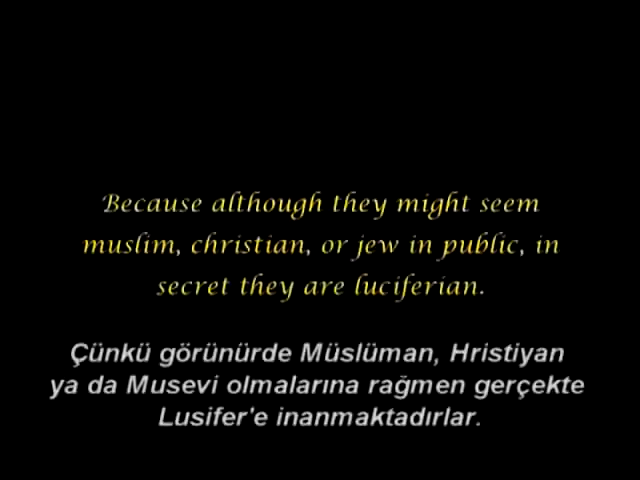 Because although they might seem
muslim, christian, or jew in public, in
secret they are luciferian.
Çünkü görünürde Müslüman, Hristiyan
ya da Musevi olmalarına rağmen gerçekte
Lusifer'e inanmaktadırlar.